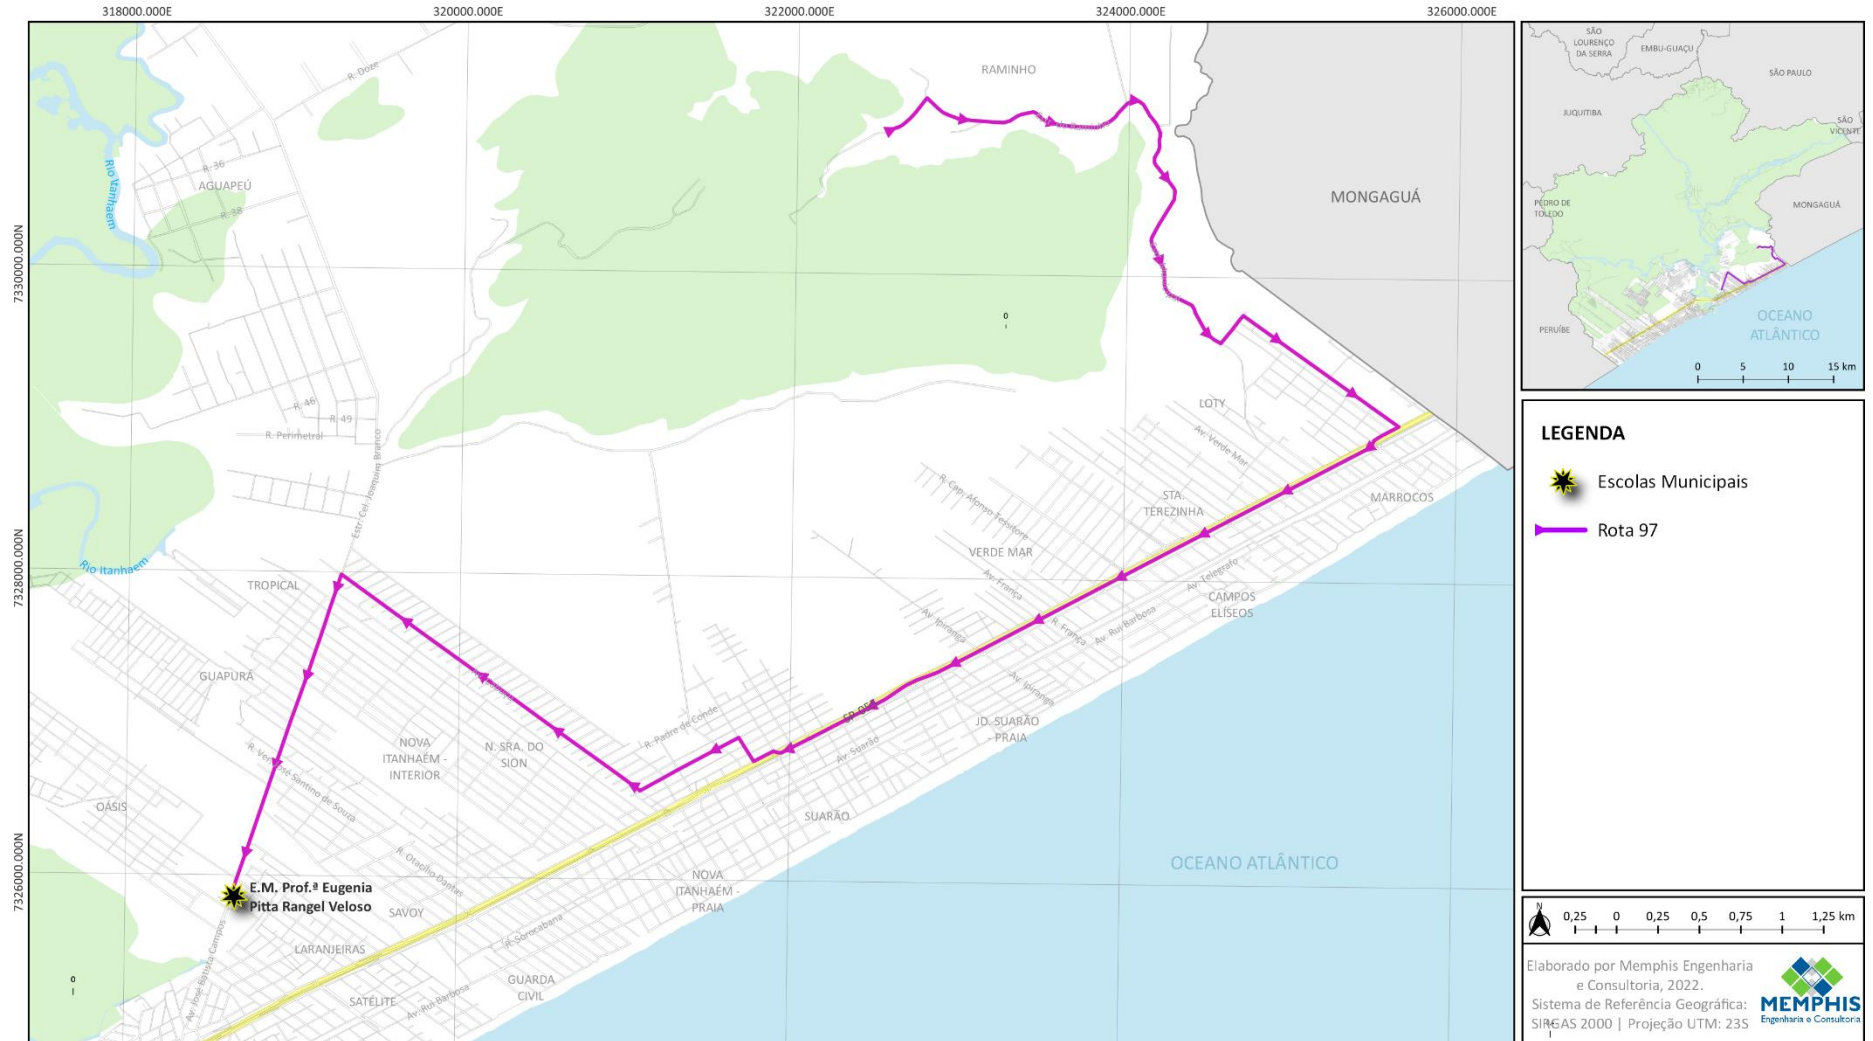 318000.000E
320000.000E
322000.000E
324000.000E
326000.000E
7330000.000N
7328000.000N
7326000.000N
R. Doze
RAMINHO
Rio Itanhaem
R. 36
AGUAPEÚ
R. 38
MONGAGUÁ
0
R. 46
R. 49
R. Perimetral
Estr. Cel. Joaquim Branco
LOTY
Av. Verde Mar
STA.
TEREZINHA
MARROCOS
VERDE MAR
Av. França
Av. Telegrafo
CAMPOS
ELÍSEOS
Rio Itanhaem
TROPICAL
Av. Ipiranga
R. França
Av. Rui Barbosa
GUAPURÁ
Av. Ipiranga
R. Padre de Conde
JD. SUARÃO
- PRAIA
Av. Suarão
NOVA
ITANHAÉM -
INTERIOR
N. SRA. DO
SION
OÁSIS
SUARÃO
R. Otacílio Dantas
NOVA
ITANHAÉM -
PRAIA
OCEANO ATLÂNTICO
E.M. Prof.ª Eugenia
Pitta Rangel Veloso
SAVOY
R. Sorocabana
LARANJEIRAS
Av. José Batista Campos
0
GUARDA
CIVIL
SATÉLITE
Av. Rui Barbosa
SÃO
LOURENÇO
DA SERRA
EMBU-GUAÇU
SÃO PAULO
JUQUITIBA
SÃO
VICENTE
PEDRO DE
TOLEDO
MONGAGUÁ
OCEANO
ATLÂNTICO
PERUÍBE
0 5 10 15 km
LEGENDA
Escolas Municipais
Rota 97
N
0,25 0 0,25 0,5 0,75 1 1,25 km
Elaborado por Memphis Engenharia
e Consultoria, 2022.
Sistema de Referência Geográfica:
SIRGAS 2000 | Projeção UTM: 23S
MEMPHIS
Engenharia e Consultoria